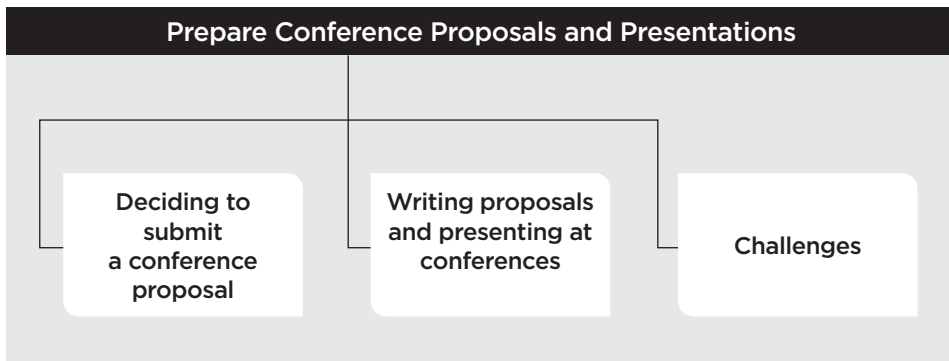 Prepare Conference Proposals and Presentations
Deciding to
submit
a conference
proposal
Writing proposals
and presenting at
conferences
Challenges